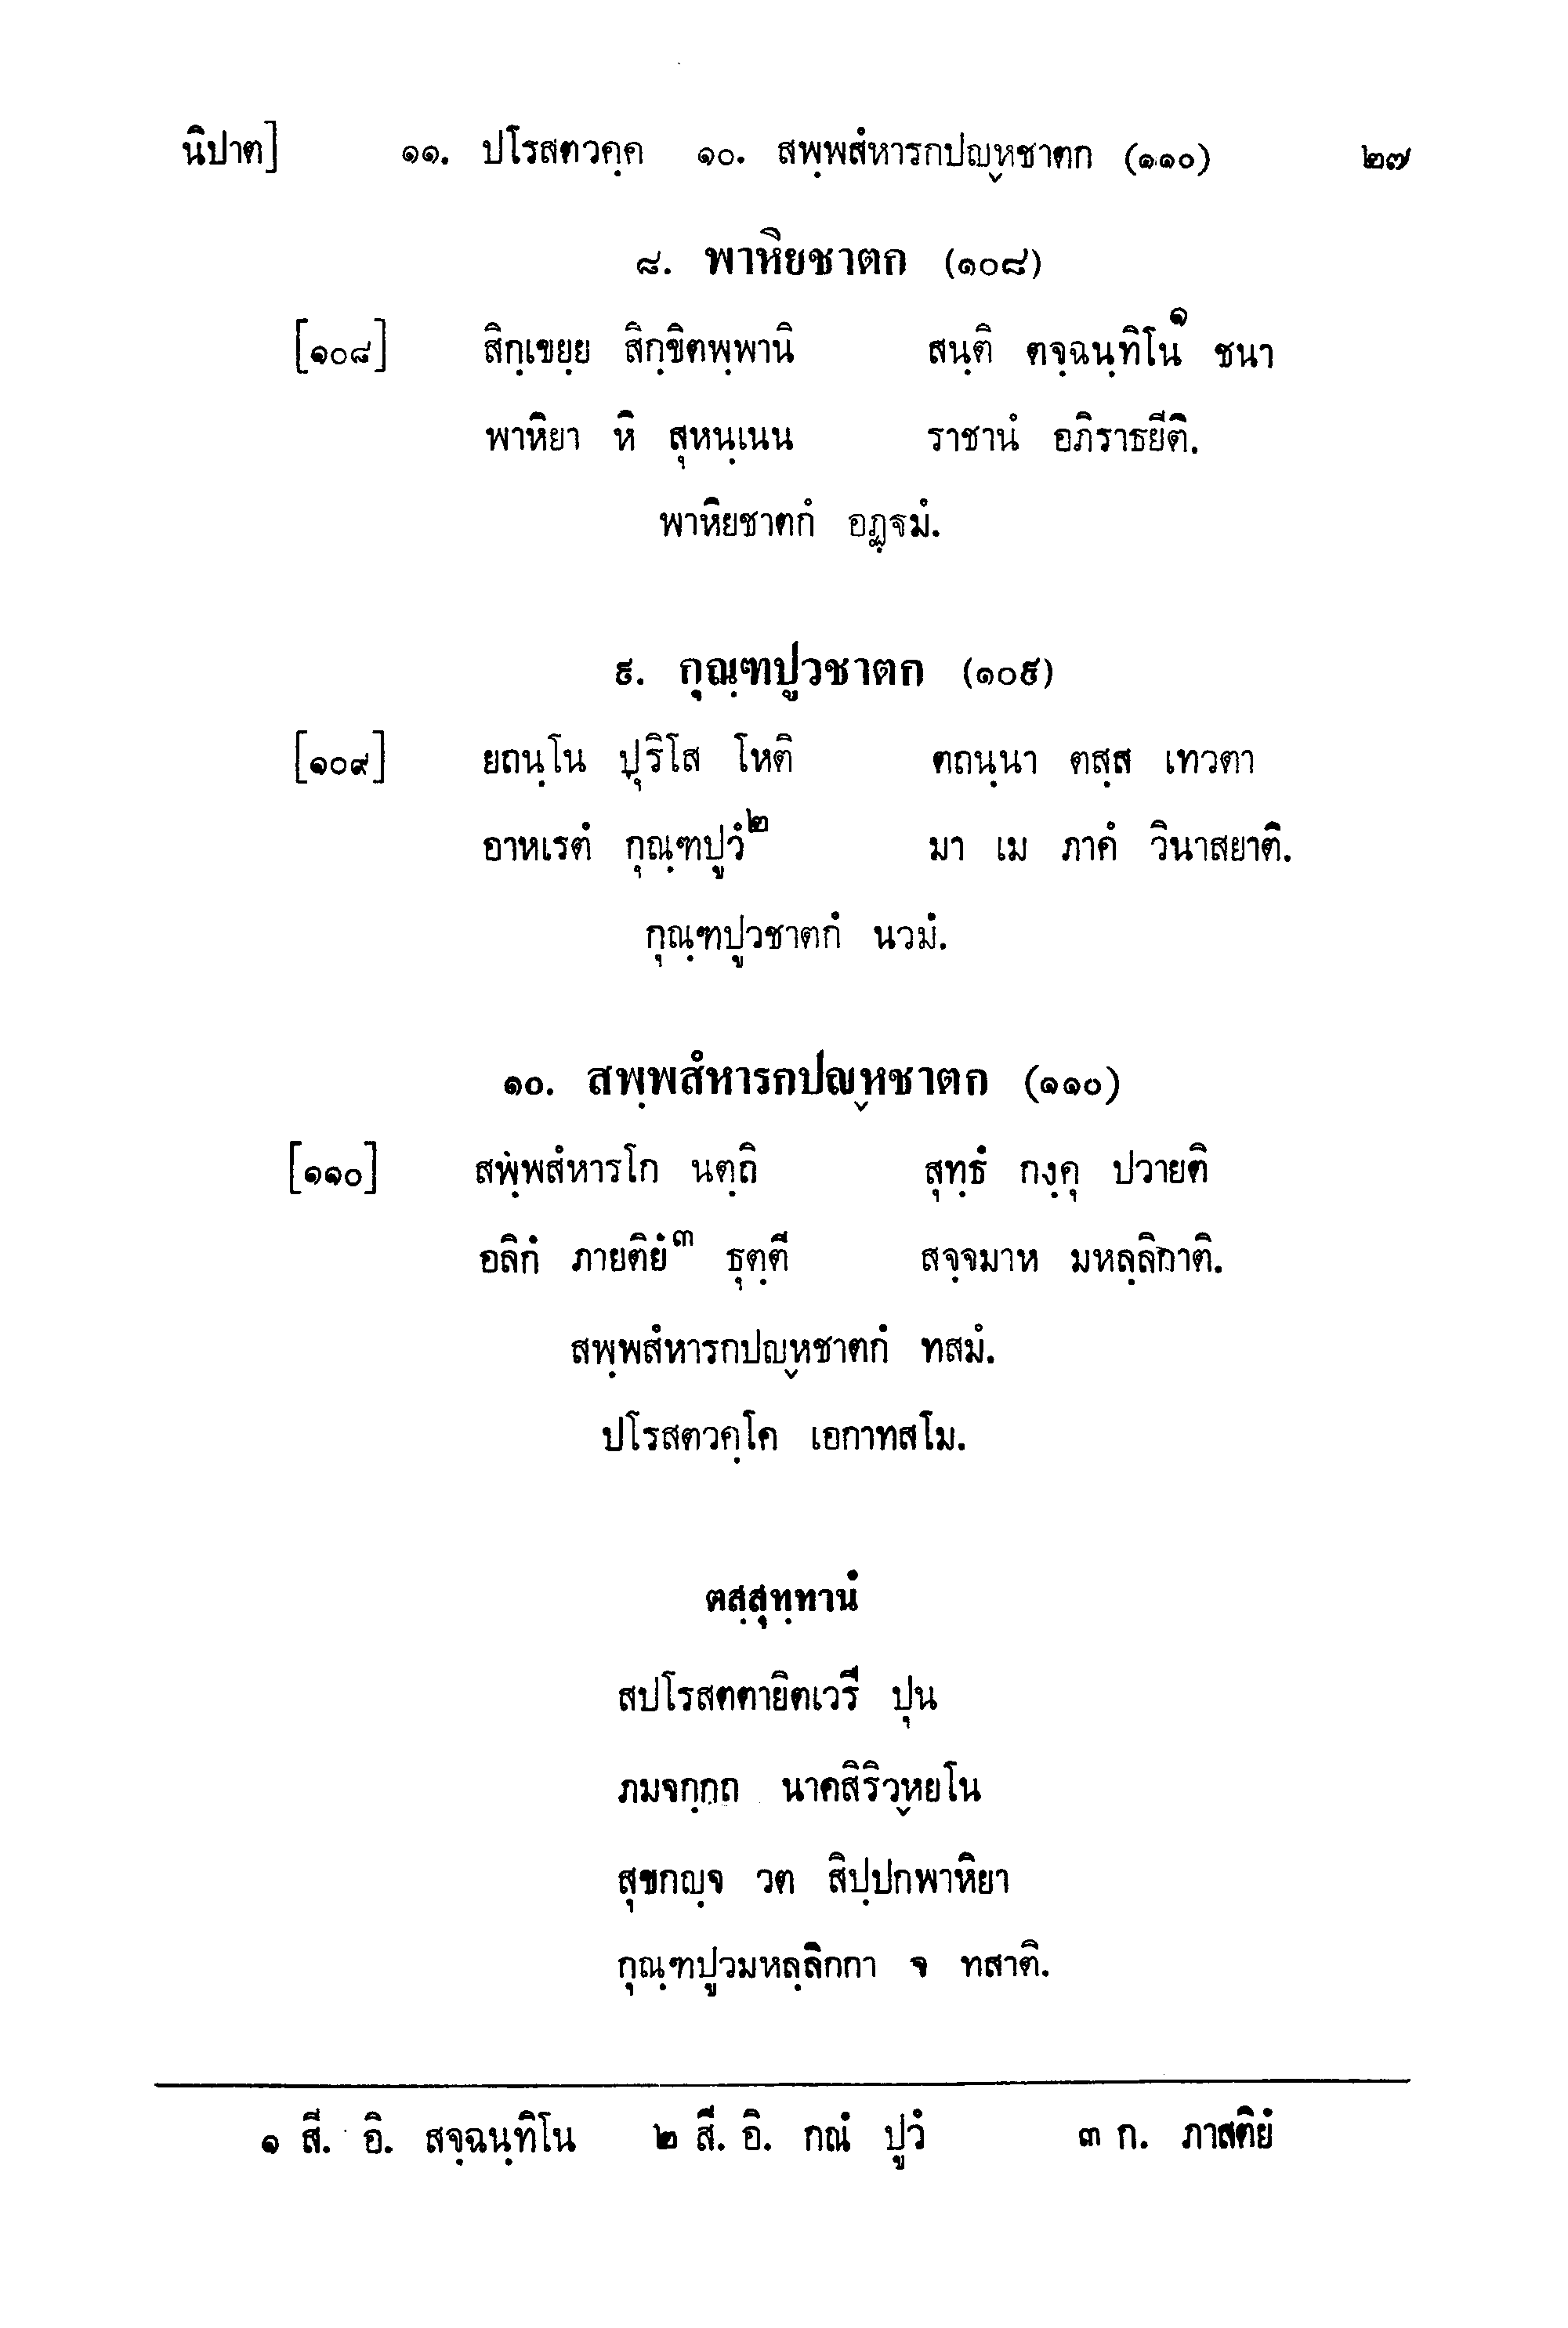 นิปาต] ๑๑. ปโรสตวคฺค ๑๐. สพฺพสํหารกปญฺหชาตก (๑๑๐) ๒๗
๘. พาหิยชาตก (๑๐๘)
[๑๐๘] สิกฺเขยฺย สิกฺขิตพฺพานิ สนฺติ ตจฺฉนฺทิโน๑ ชนา
พาหิยา หิ สุหนฺเนน ราชานํ อภิราธยีติ.
พาหิยชาตกํ อฏฺฐมํ.
๙. กุณฺฑปูวชาตก (๑๐๙)
[๑๐๙] ยถนฺโน ปุริโส โหติ ตถนฺนา ตสฺส เทวตา
อาหเรตํ กุณฺฑปูวํ๒ มา เม ภาคํ วินาสยาติ.
กุณฺฑปูวชาตกํ นวมํ.
๑๐. สพฺพสํหารกปญฺหชาตก (๑๑๐)
[๑๑๐] สพฺพสํหารโก นตฺถิ สุทฺธํ กงฺคุ ปวายติ
อลิกํ ภายติยํ๓ ธุตฺตี สจฺจมาห มหลฺลิกาติ.
สพฺพสํหารกปญฺหชาตกํ ทสมํ.
ปโรสตวคฺโค เอกาทสโม.
ตสฺสุทฺทานํ
สปโรสตตายิตเวรี ปุน
ภมจกฺกถ นาคสิริวฺหยโน
สุขกญฺจ วต สิปฺปกพาหิยา
กุณฺฑปูวมหลฺลิกกา จ ทสาติ.
๑ สี. อิ. สจฺฉนฺทิโน ๒ สี. อิ. กณํ ปูวํ ๓ ก. ภาสติยํ